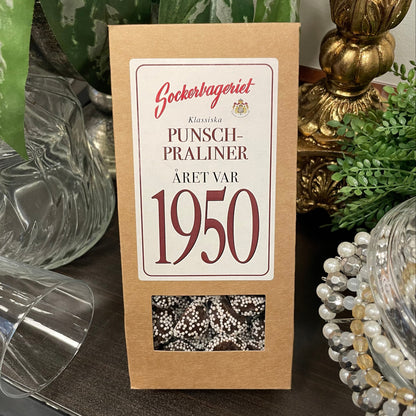 Sockerbageriet
Klassiska
PUNSCH-
PRALINER
ÅRET VAR
1950